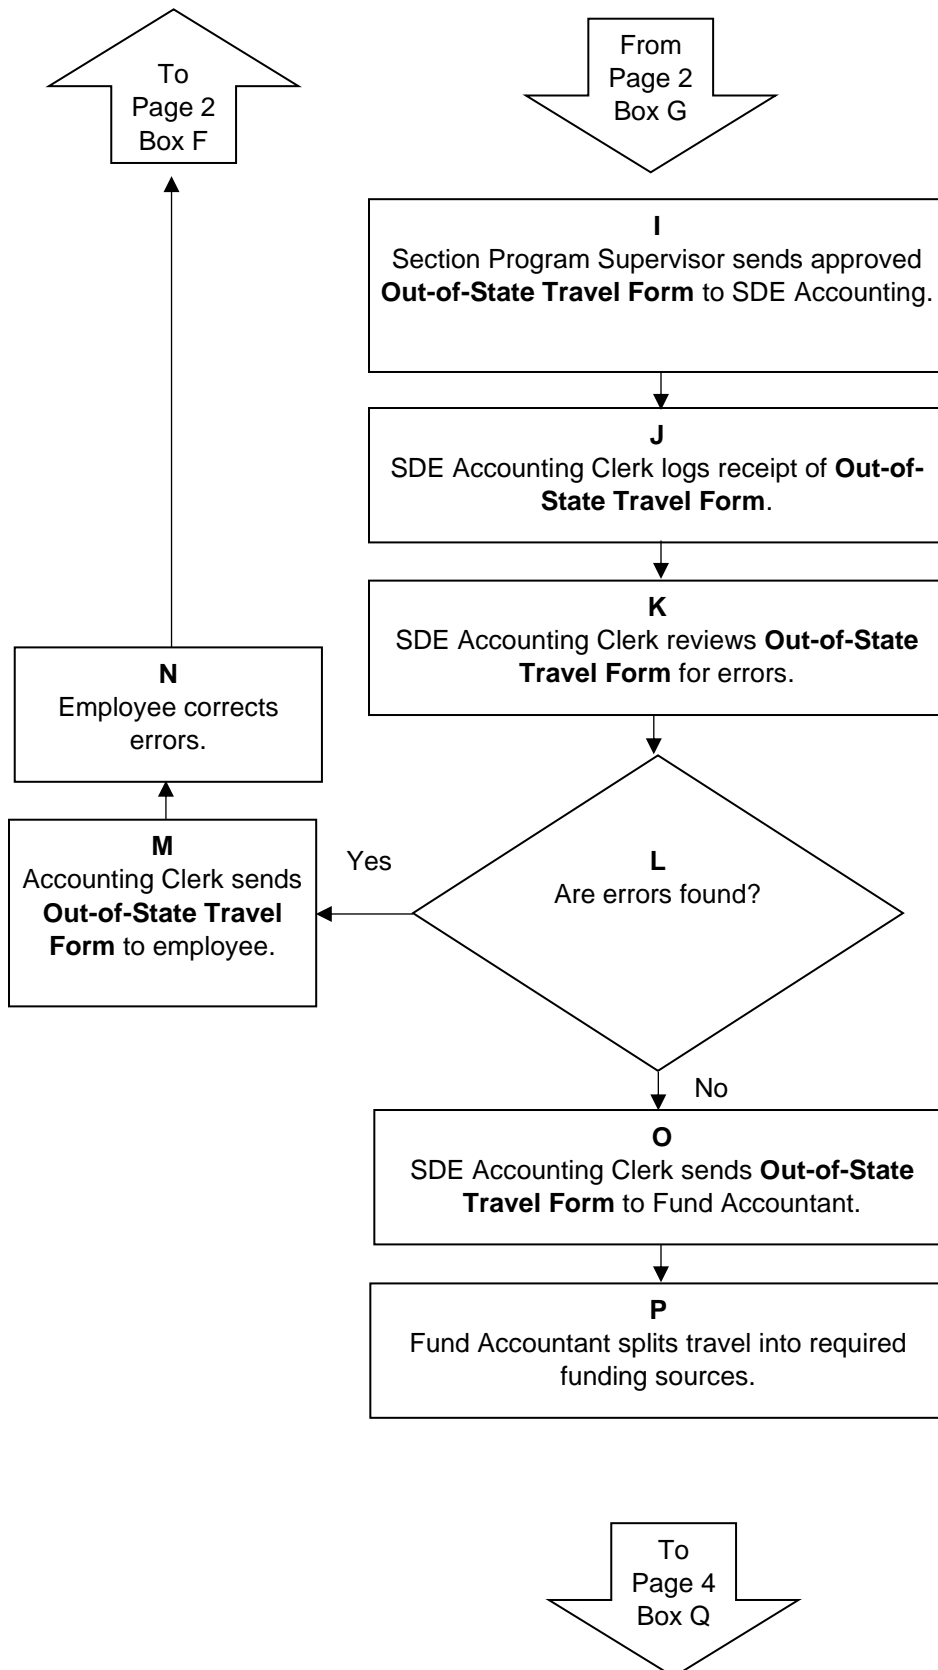 To
Page 2
Box F
From
Page 2
Box G
I
Section Program Supervisor sends approved
Out-of-State Travel Form to SDE Accounting.
J
SDE Accounting Clerk logs receipt of Out-of-
State Travel Form.
K
SDE Accounting Clerk reviews Out-of-State
Travel Form for errors.
N
Employee corrects
errors.
M
Accounting Clerk sends
Out-of-State Travel
Form to employee.
Yes
L
Are errors found?
No
O
SDE Accounting Clerk sends Out-of-State
Travel Form to Fund Accountant.
P
Fund Accountant splits travel into required
funding sources.
To
Page 4
Box Q